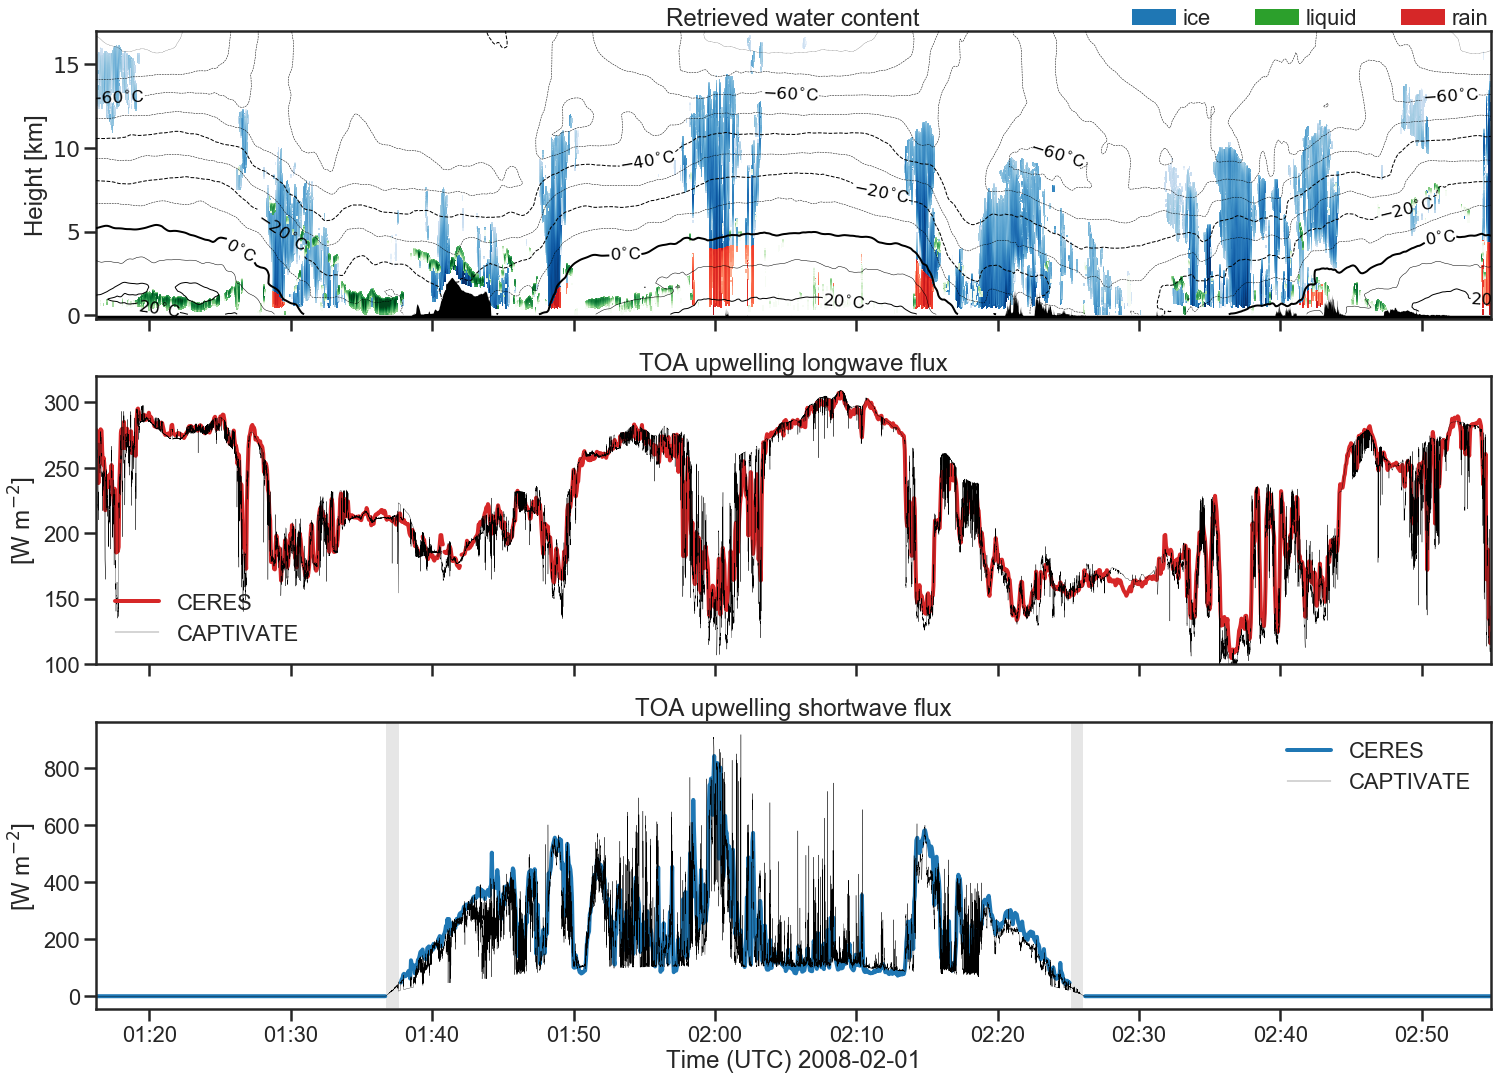 Retrieved water content
ice liquid rain
Height [km]
15
10
5
0
−60°C
−20°C
0°C
20°C
−40°C
0°C
−60°C
20°C
−20°C
−60°C
−20°C
−60°C
0°C
20
TOA upwelling longwave flux
[W m−2]
300
250
200
150
100
CERES
CAPTIVATE
TOA upwelling shortwave flux
[W m−2]
800
600
400
200
0
CERES
CAPTIVATE
01:20 01:30 01:40 01:50 02:00 02:10 02:20 02:30 02:40 02:50
Time (UTC) 2008-02-01